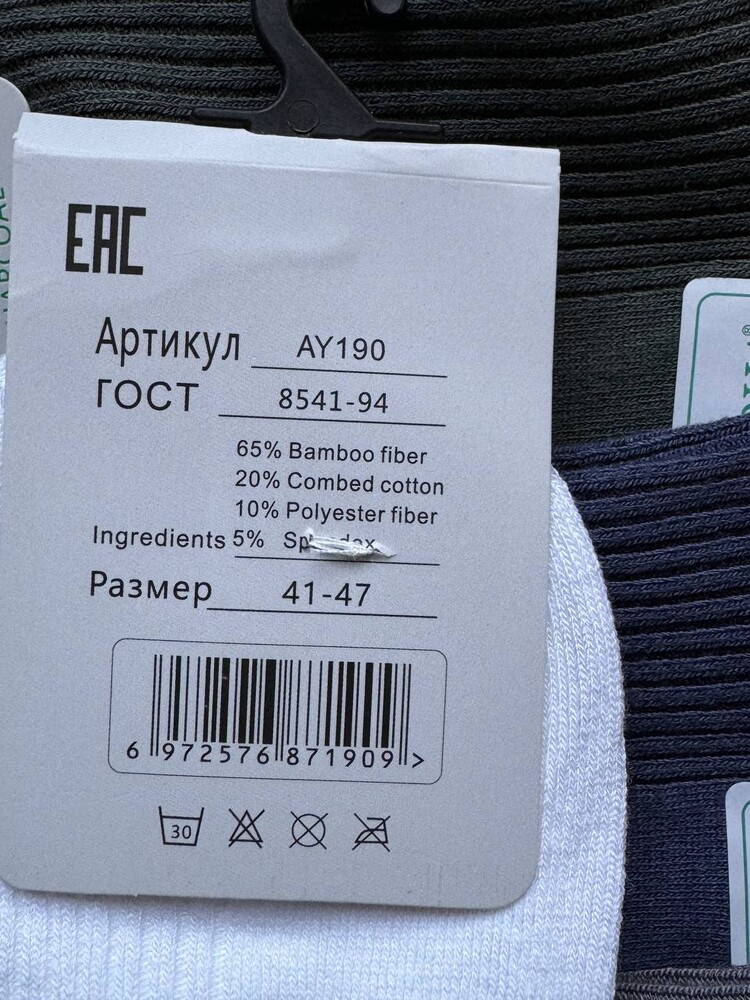 EAC
Артикул AY190
ГОСТ 8541-94
65% Bamboo fiber
20% Combed cotton
10% Polyester fiber
Ingredients 5%
Размер 41-47
6 972576 871909 >
30